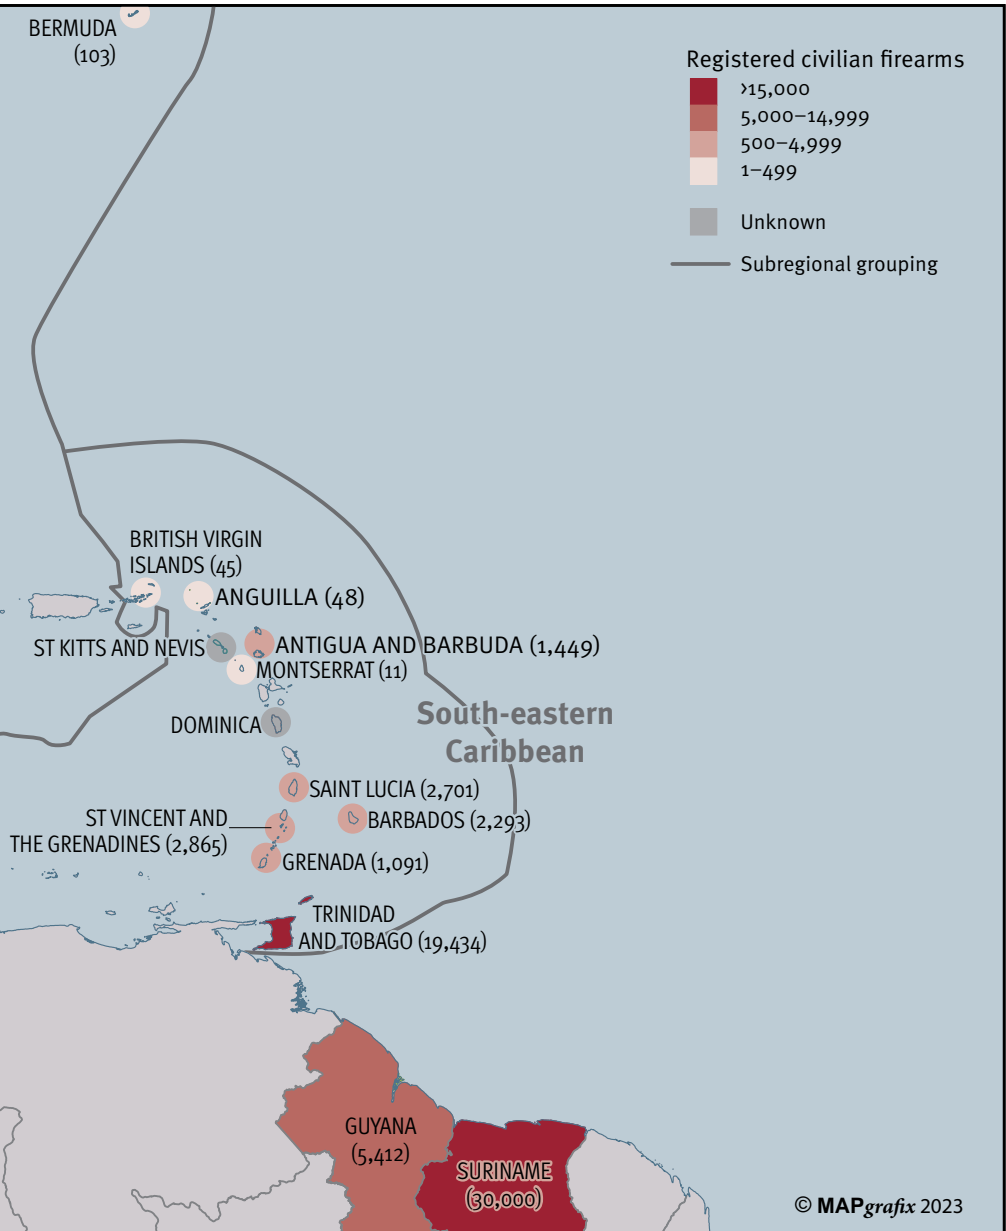 BERMUDA
(103)
Registered civilian firearms
>15,000
5,000–14,999
500–4,999
1–499
Unknown
Subregional grouping
BRITISH VIRGIN
ISLANDS (45)
ANGUILLA (48)
ST KITTS AND NEVIS
ANTIGUA AND BARBUDA (1,449)
MONTSERRAT (11)
DOMINICA
South-eastern
Caribbean
SAINT LUCIA (2,701)
ST VINCENT AND
THE GRENADINES (2,865)
BARBADOS (2,293)
GRENADA (1,091)
TRINIDAD
AND TOBAGO (19,434)
GUYANA
(5,412)
SURINAME
(30,000)
© MAPgrafix 2023